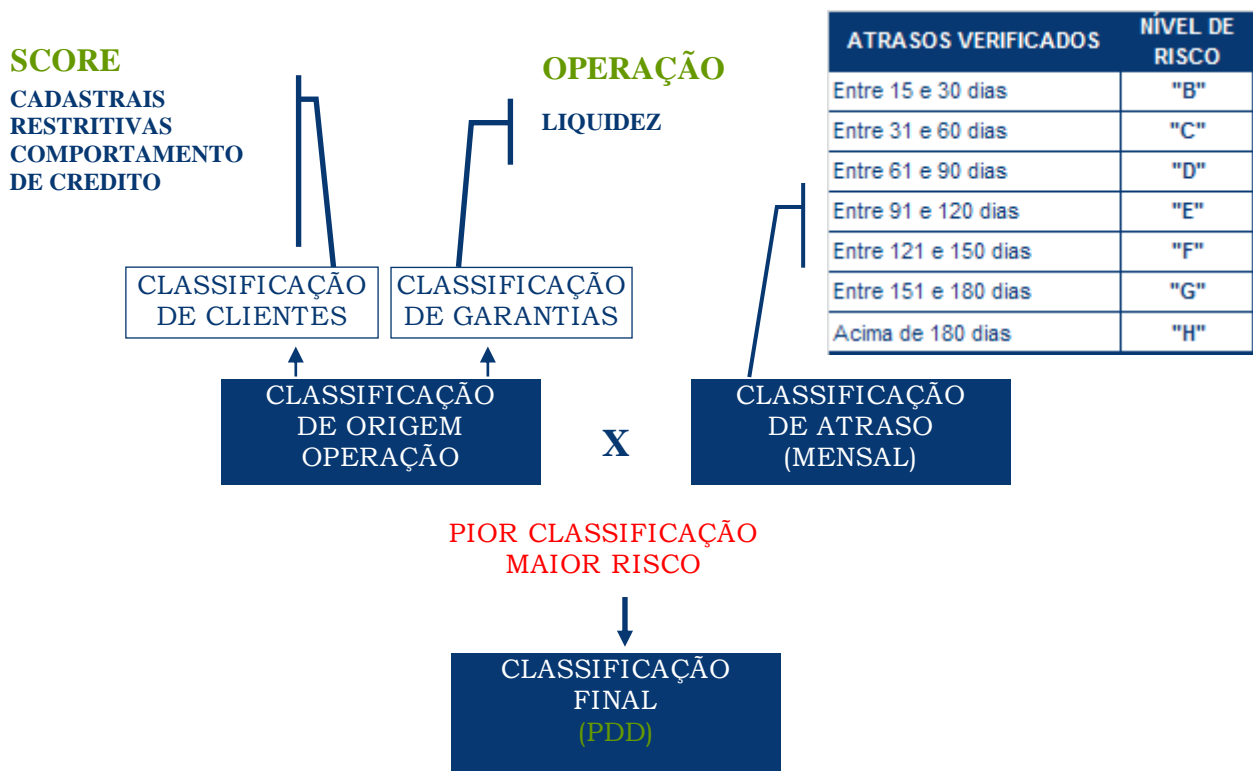 SCORE
CADASTRAIS
RESTRITIVAS
COMPORTAMENTO
DE CREDITO
OPERAÇÃO
LIQUIDEZ
ATRASOS VERIFICADOS
NÍVEL DE
RISCO
Entre 15 e 30 dias "B"
Entre 31 e 60 dias "C"
Entre 61 e 90 dias "D"
Entre 91 e 120 dias "E"
Entre 121 e 150 dias "F"
Entre 151 e 180 dias "G"
Acima de 180 dias "H"
CLASSIFICAÇÃO
DE CLIENTES
CLASSIFICAÇÃO
DE GARANTIAS
CLASSIFICAÇÃO
DE ORIGEM
OPERAÇÃO
X
CLASSIFICAÇÃO
DE ATRASO
(MENSAL)
PIOR CLASSIFICAÇÃO
MAIOR RISCO
CLASSIFICAÇÃO
FINAL
(PDD)